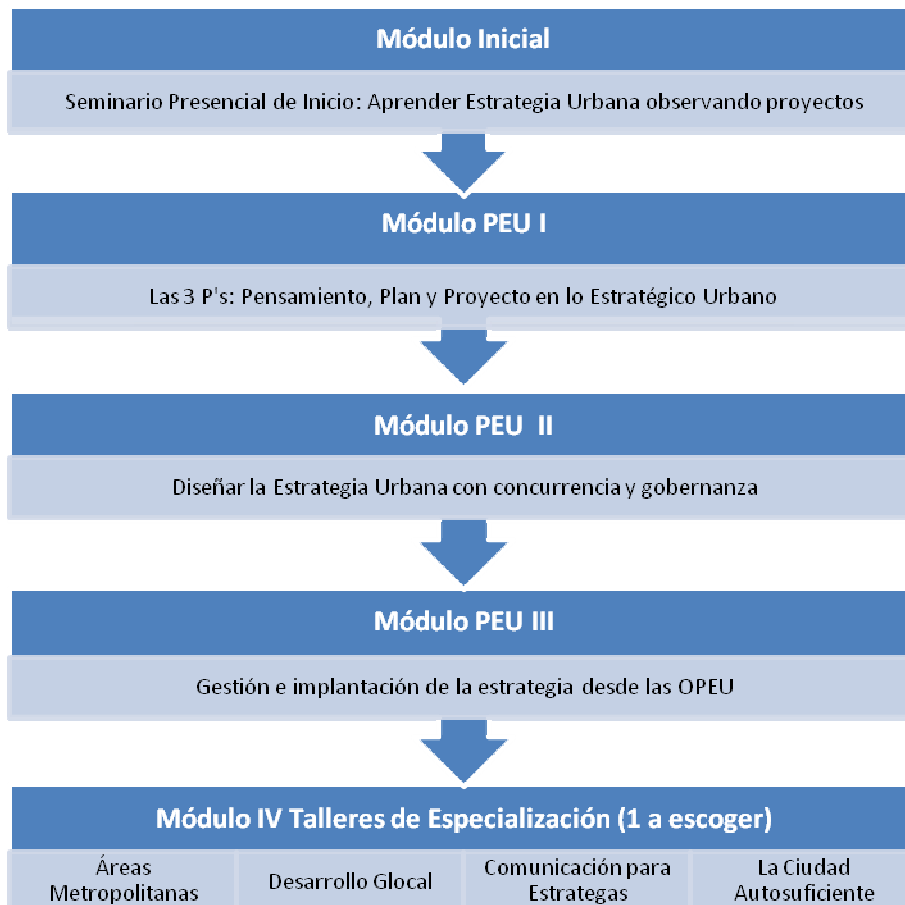 Módulo Inicial
Seminario Presencial de Inicio: Aprender Estrategia Urbana observando proyectos
Módulo PEU I
Las 3 P's: Pensamiento, Plan y Proyecto en lo Estratégico Urbano
Módulo PEU II
Diseñar la Estrategia Urbana con concurrencia y gobernanza
Módulo PEU III
Gestión e implantación de la estrategia desde las OPEU
Módulo IV Talleres de Especialización (1 a escoger)
Áreas
Metropolitanas
Desarrollo Glocal
Comunicación para
Estrategas
La Ciudad
Autosuficiente